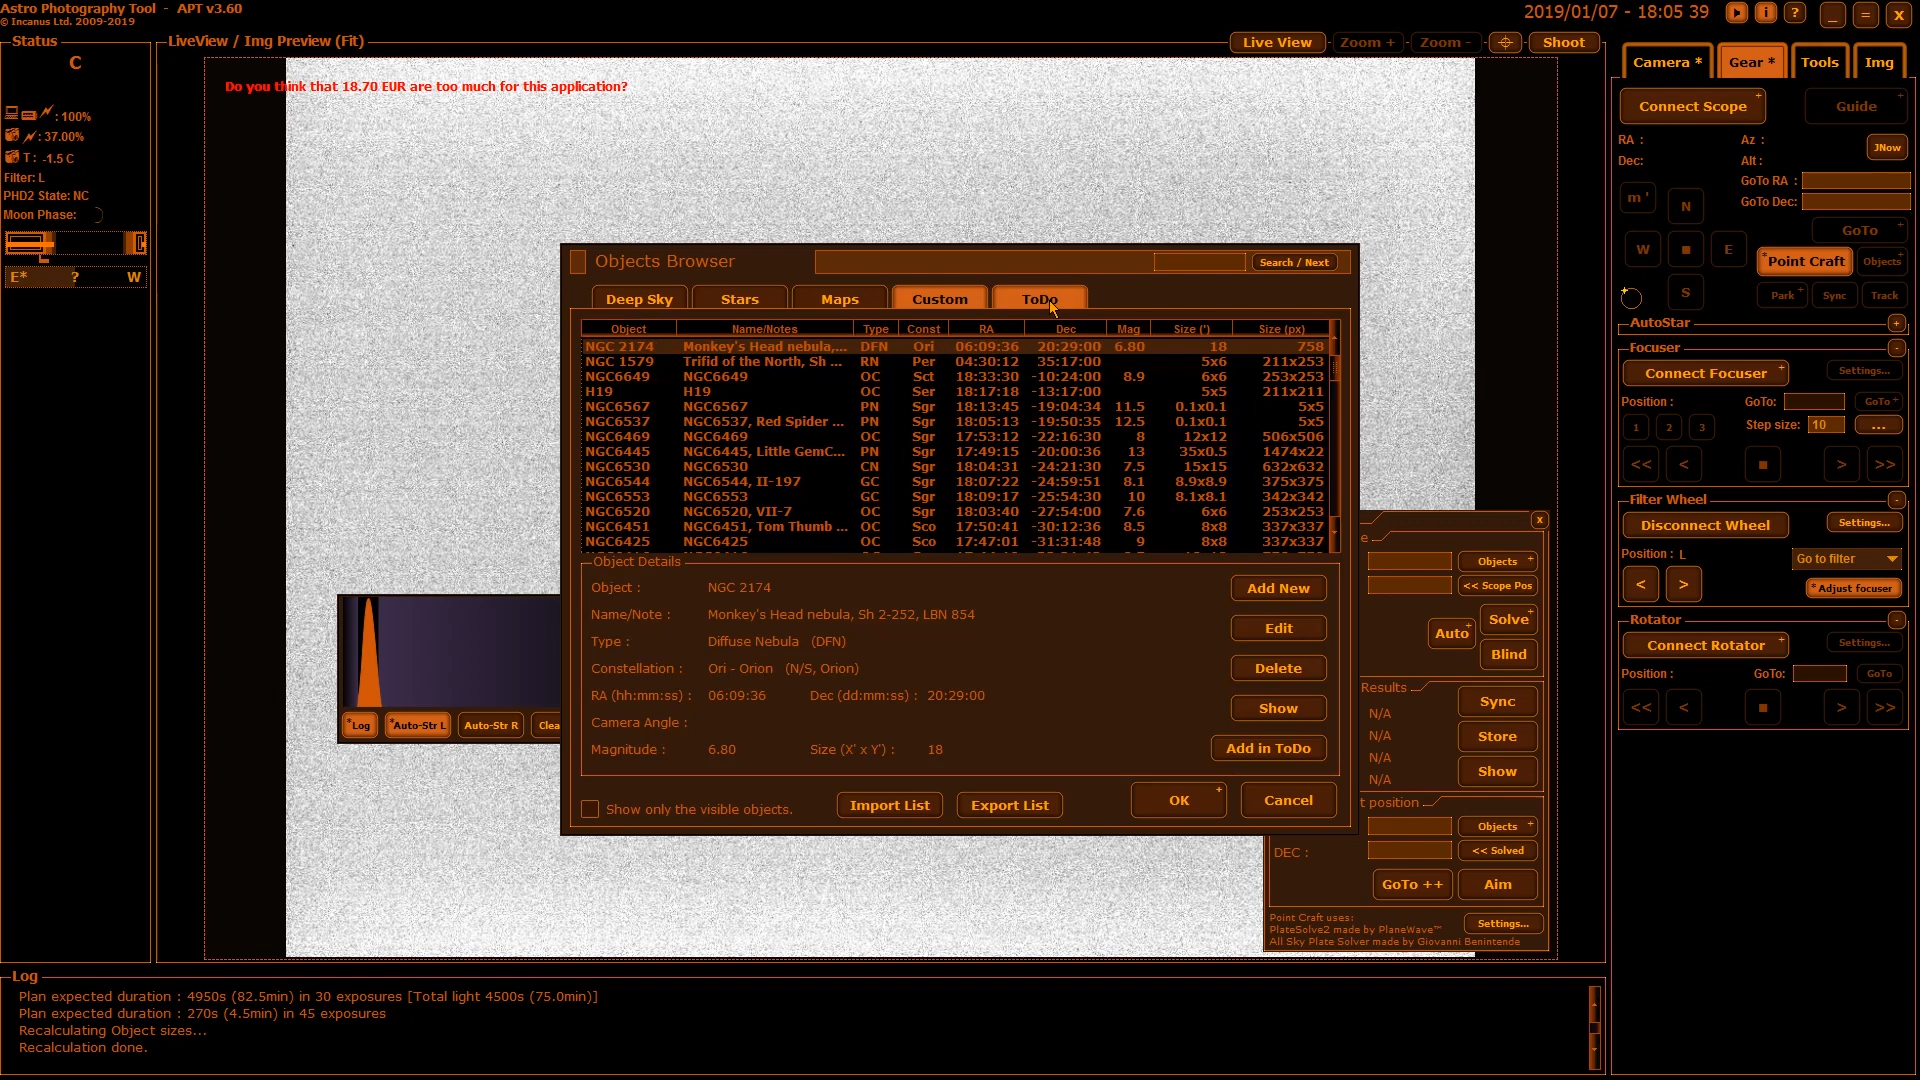 Astro Photography Tool - APT v3.60
© Incanus Ltd. 2009-2019
2019/01/07 - 18:05 39
i
?
_
=
X
Status
C
: 100%
: 37.00%
T : -1.5 C
Filter: L
PHD2 State: NC
Moon Phase:
E* ? W
LiveView / Img Preview (Fit)
Live View
Zoom +
Zoom -
Shoot
Do you think that 18.70 EUR are too much for this application?
Objects Browser
Search / Next
Deep Sky Stars Maps Custom ToDo
Object Name/Notes Type Const RA Dec Mag Size (') Size (px)
NGC 2174 Monkey's Head nebula,... DFN Ori 06:09:36 20:29:00 6.80 18 758
NGC 1579 Trifid of the North, Sh ... RN Per 04:30:12 35:17:00 5x6 211x253
NGC6649 NGC6649 OC Sct 18:33:30 -10:24:00 8.9 6x6 253x253
H19 H19 OC Ser 18:17:18 -13:17:00 5x5 211x211
NGC6567 NGC6567 PN Sgr 18:13:45 -19:04:34 11.5 0.1x0.1 5x5
NGC6537 NGC6537, Red Spider ... PN Sgr 18:05:13 -19:50:35 12.5 0.1x0.1 5x5
NGC6469 NGC6469 OC Sgr 17:53:12 -22:16:30 8 12x12 506x506
NGC6445 NGC6445, Little GemC... PN Sgr 17:49:15 -20:00:36 13 35x0.5 1474x22
NGC6530 NGC6530 CN Sgr 18:04:31 -24:21:30 7.5 15x15 632x632
NGC6544 NGC6544, II-197 GC Sgr 18:07:22 -24:59:51 8.1 8.9x8.9 375x375
NGC6553 NGC6553 GC Sgr 18:09:17 -25:54:30 10 8.1x8.1 342x342
NGC6520 NGC6520, VII-7 OC Sgr 18:03:40 -27:54:00 7.6 6x6 253x253
NGC6451 NGC6451, Tom Thumb ... OC Sco 17:50:41 -30:12:36 8.5 8x8 337x337
NGC6425 NGC6425 OC Sco 17:47:01 -31:31:48 9 8x8 337x337
Object Details
Object : NGC 2174
Name/Note : Monkey's Head nebula, Sh 2-252, LBN 854
Type : Diffuse Nebula (DFN)
Constellation : Ori - Orion (N/S, Orion)
RA (hh:mm:ss) : 06:09:36 Dec (dd:mm:ss) : 20:29:00
Camera Angle :
Magnitude : 6.80 Size (X' x Y') : 18
Add New
Edit
Delete
Show
Add in ToDo
Show only the visible objects.
Import List
Export List
OK +
Cancel
*Log
*Auto-Str L
Auto-Str R
Clea
x
e
Objects +
<< Scope Pos
Auto +
Solve +
Blind
Results
N/A
N/A
N/A
N/A
Sync
Store
Show
t position
Objects +
DEC :
<< Solved
GoTo ++
Aim
Point Craft uses:
PlateSolve2 made by PlaneWave™
All Sky Plate Solver made by Giovanni Benintende
Settings...
Camera * Gear * Tools Img
Connect Scope +
Guide +
RA :
Dec:
Az :
Alt :
JNow
GoTo RA :
GoTo Dec:
m '
N
W
E
S
GoTo +
*Point Craft
Objects +
Park +
Sync
Track
AutoStar +
Focuser -
Connect Focuser +
Settings...
Position :
GoTo:
GoTo +
1 2 3
Step size: 10
...
<< < > >>
Filter Wheel -
Disconnect Wheel
Settings...
Position : L
Go to filter
< >
*Adjust focuser
Rotator -
Connect Rotator +
Settings...
Position :
GoTo:
GoTo
<< < > >>
Log
Plan expected duration : 4950s (82.5min) in 30 exposures [Total light 4500s (75.0min)]
Plan expected duration : 270s (4.5min) in 45 exposures
Recalculating Object sizes...
Recalculation done.